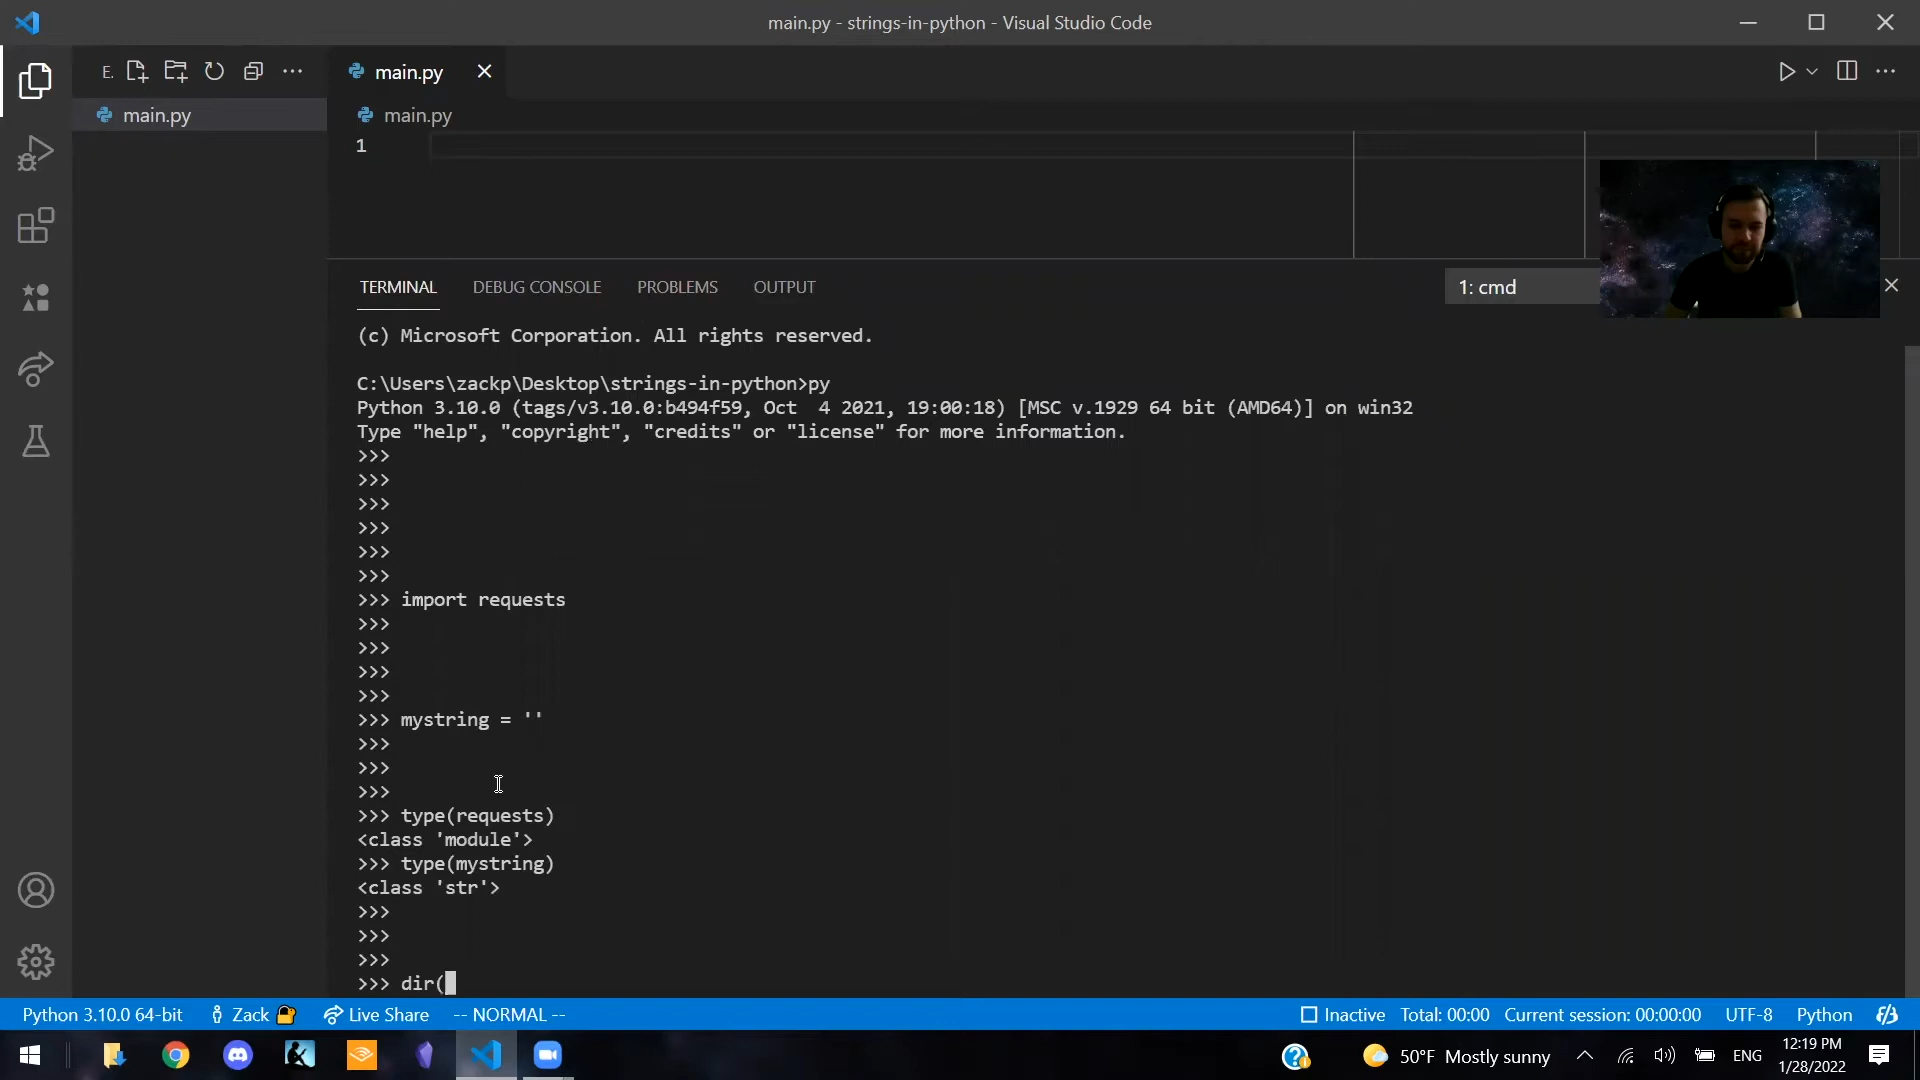 main.py - strings-in-python - Visual Studio Code
E.
main.py
main.py
main.py
1
TERMINAL DEBUG CONSOLE PROBLEMS OUTPUT
1: cmd
(c) Microsoft Corporation. All rights reserved.
C:\Users\zackp\Desktop\strings-in-python>py
Python 3.10.0 (tags/v3.10.0:b494f59, Oct  4 2021, 19:00:18) [MSC v.1929 64 bit (AMD64)] on win32
Type "help", "copyright", "credits" or "license" for more information.
>>>
>>>
>>>
>>>
>>>
>>>
>>> import requests
>>>
>>>
>>>
>>>
>>> mystring = ''
>>>
>>>
>>>
>>> type(requests)
<class 'module'>
>>> type(mystring)
<class 'str'>
>>>
>>>
>>>
>>> dir(
Python 3.10.0 64-bit Zack Live Share -- NORMAL -- Inactive Total: 00:00 Current session: 00:00:00 UTF-8 Python
50°F Mostly sunny ENG 12:19 PM
1/28/2022